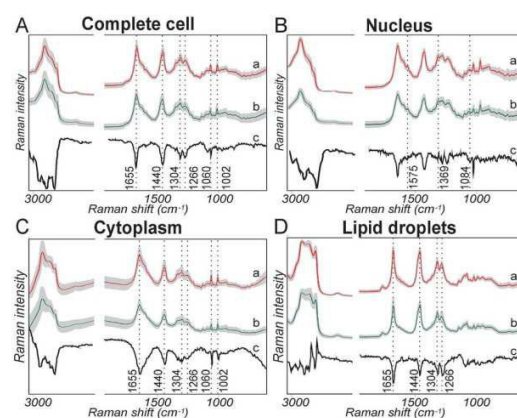 A Complete cell
Raman intensity
a
b
c
1655
1440
1304
1266
1060
1002
3000 1500 1000
Raman shift (cm⁻¹)
B Nucleus
Raman intensity
a
b
c
1575
1369
1084
3000 1500 1000
Raman shift (cm⁻¹)
C Cytoplasm
Raman intensity
a
b
c
1655
1440
1304
1266
1060
1002
3000 1500 1000
Raman shift (cm⁻¹)
D Lipid droplets
Raman intensity
a
b
c
1655
1440
1304
1266
3000 1500 1000
Raman shift (cm⁻¹)